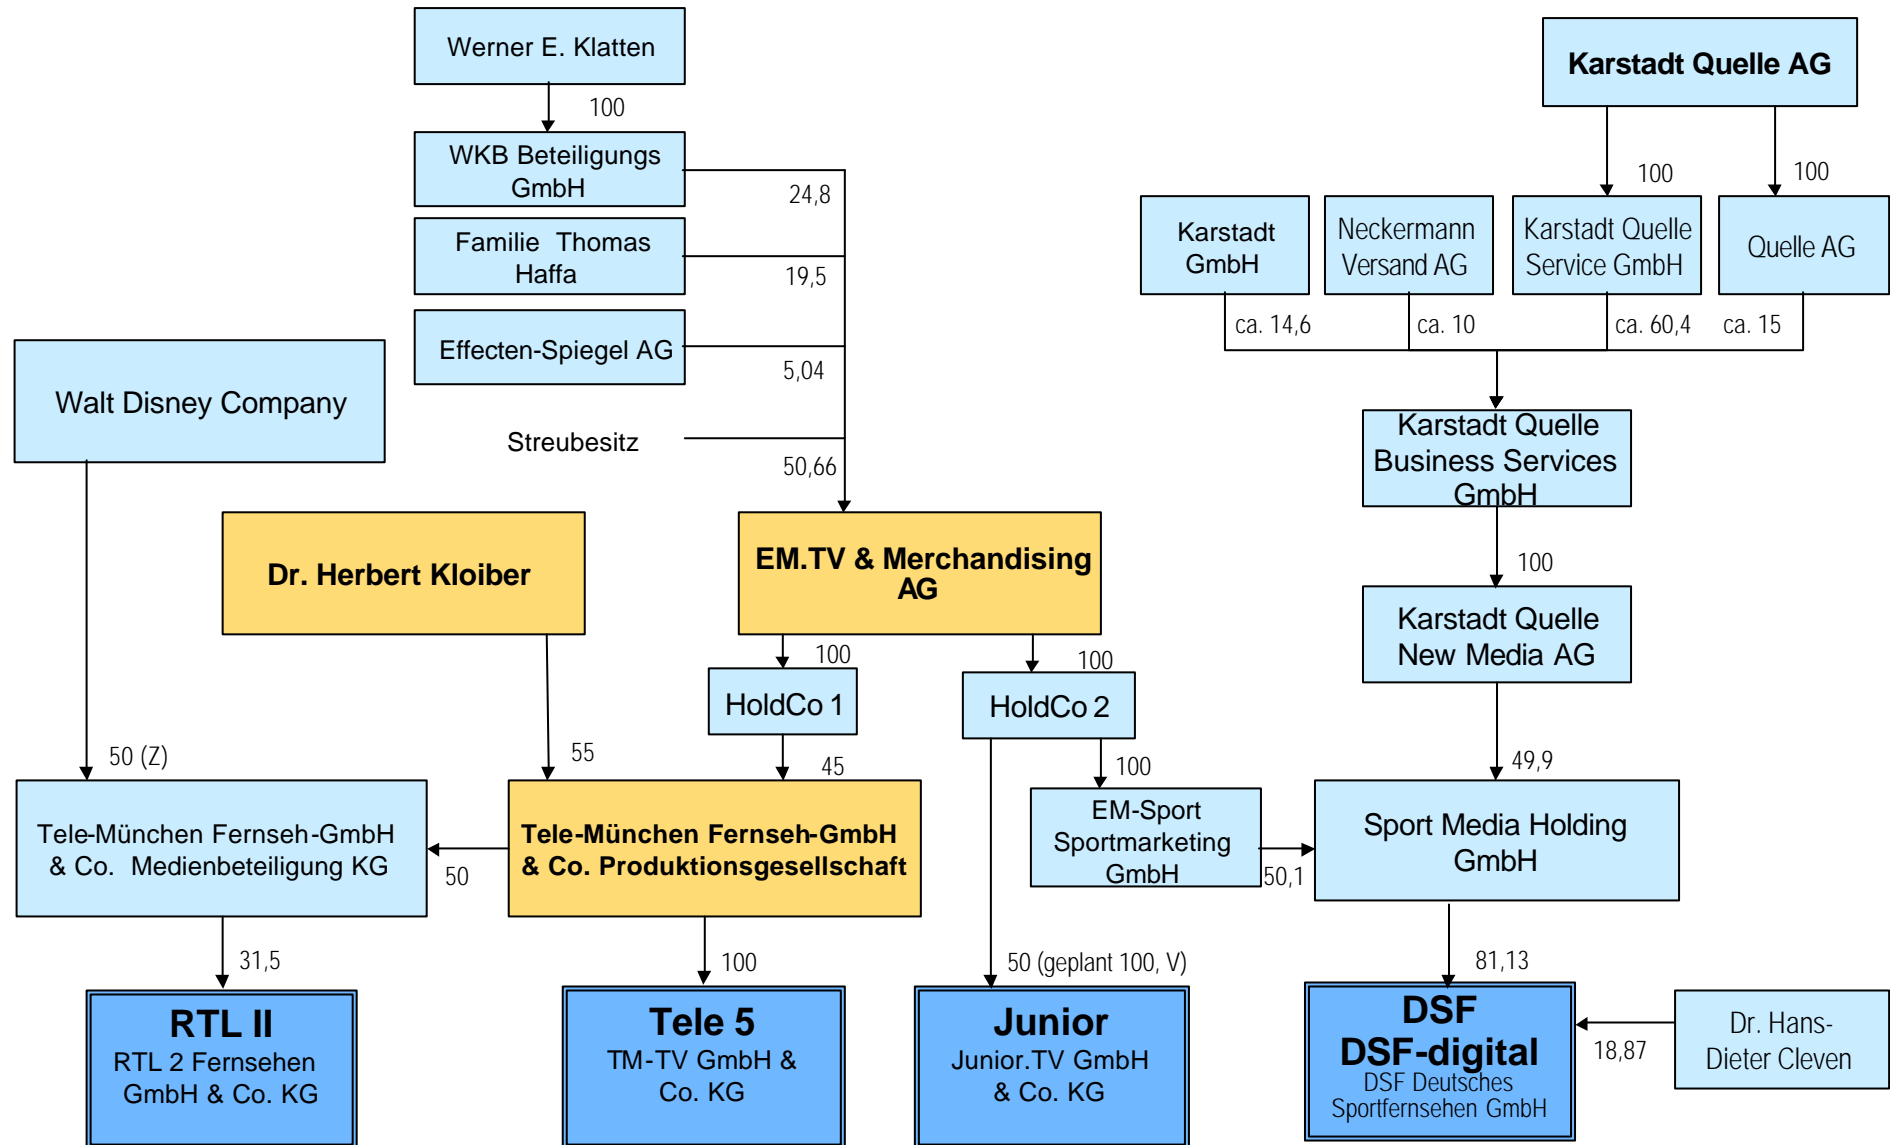 Werner E. Klatten
100
WKB Beteiligungs
GmbH
24,8
Familie Thomas
Haffa
19,5
Effecten-Spiegel AG
5,04
Streubesitz
50,66
Karstadt Quelle AG
100
100
Karstadt
GmbH
Neckermann
Versand AG
Karstadt Quelle
Service GmbH
Quelle AG
ca. 14,6
ca. 10
ca. 60,4
ca. 15
Karstadt Quelle
Business Services
GmbH
100
Karstadt Quelle
New Media AG
49,9
Walt Disney Company
50 (Z)
Dr. Herbert Kloiber
55
EM.TV & Merchandising
AG
100
100
HoldCo 1
45
HoldCo 2
100
Tele-München Fernseh-GmbH
& Co. Medienbeteiligung KG
50
Tele-München Fernseh-GmbH
& Co. Produktionsgesellschaft
EM-Sport
Sportmarketing
GmbH
50,1
Sport Media Holding
GmbH
31,5
100
50 (geplant 100, V)
81,13
RTL II
RTL 2 Fernsehen
GmbH & Co. KG
Tele 5
TM-TV GmbH &
Co. KG
Junior
Junior.TV GmbH
& Co. KG
DSF
DSF-digital
DSF Deutsches
Sportfernsehen GmbH
18,87
Dr. Hans-
Dieter Cleven